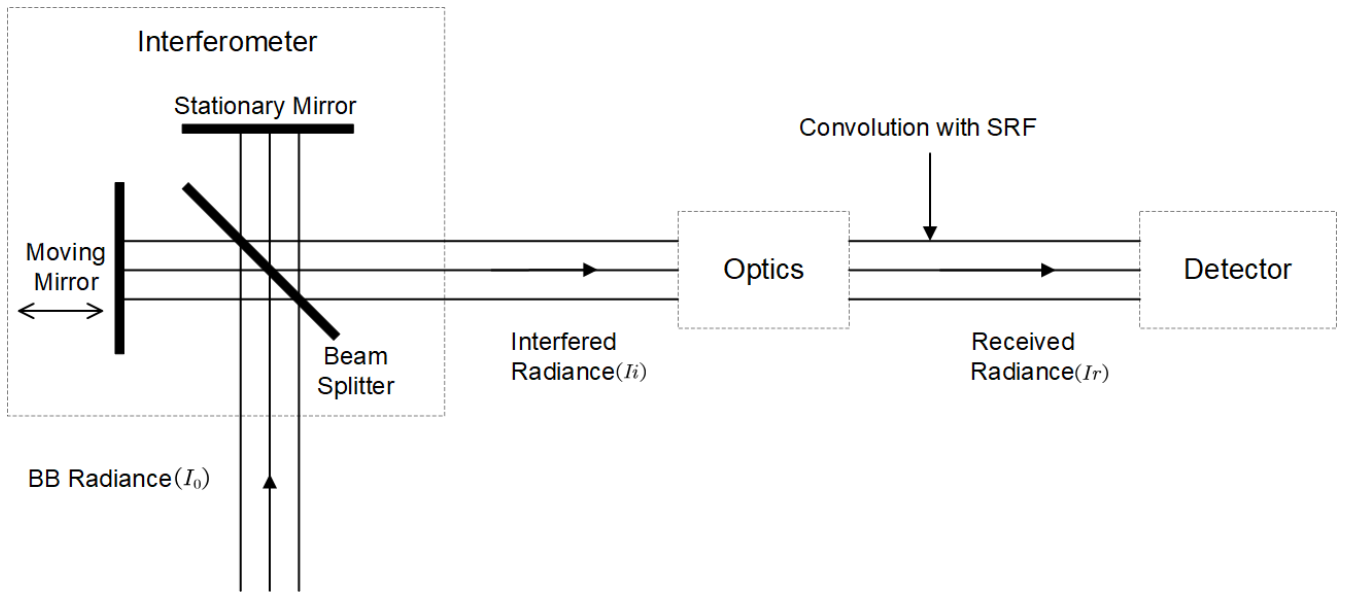 Interferometer
Stationary Mirror
Convolution with SRF
Moving
Mirror
Optics
Detector
Beam
Splitter
Interfered
Radiance(Ii)
Received
Radiance(Ir)
BB Radiance(I₀)